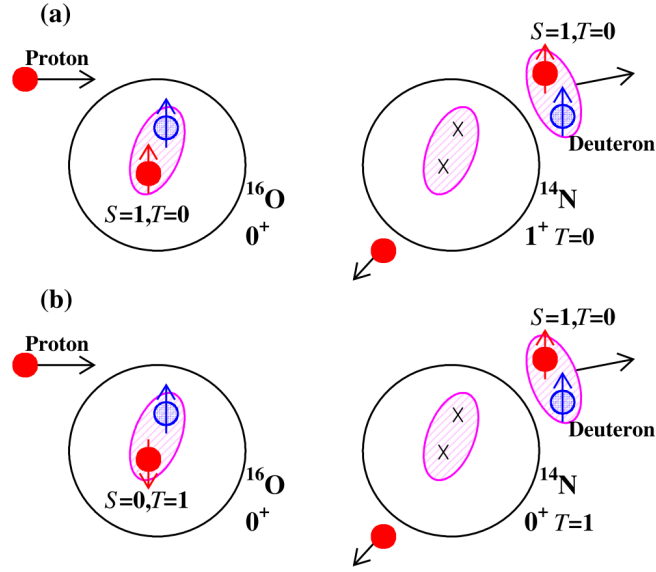 (a)
Proton
S=1,T=0
¹⁶O
0⁺
S=1,T=0
Deuteron
¹⁴N
1⁺ T=0
X
X
(b)
Proton
S=0,T=1
¹⁶O
0⁺
S=1,T=0
Deuteron
¹⁴N
0⁺ T=1
X
X